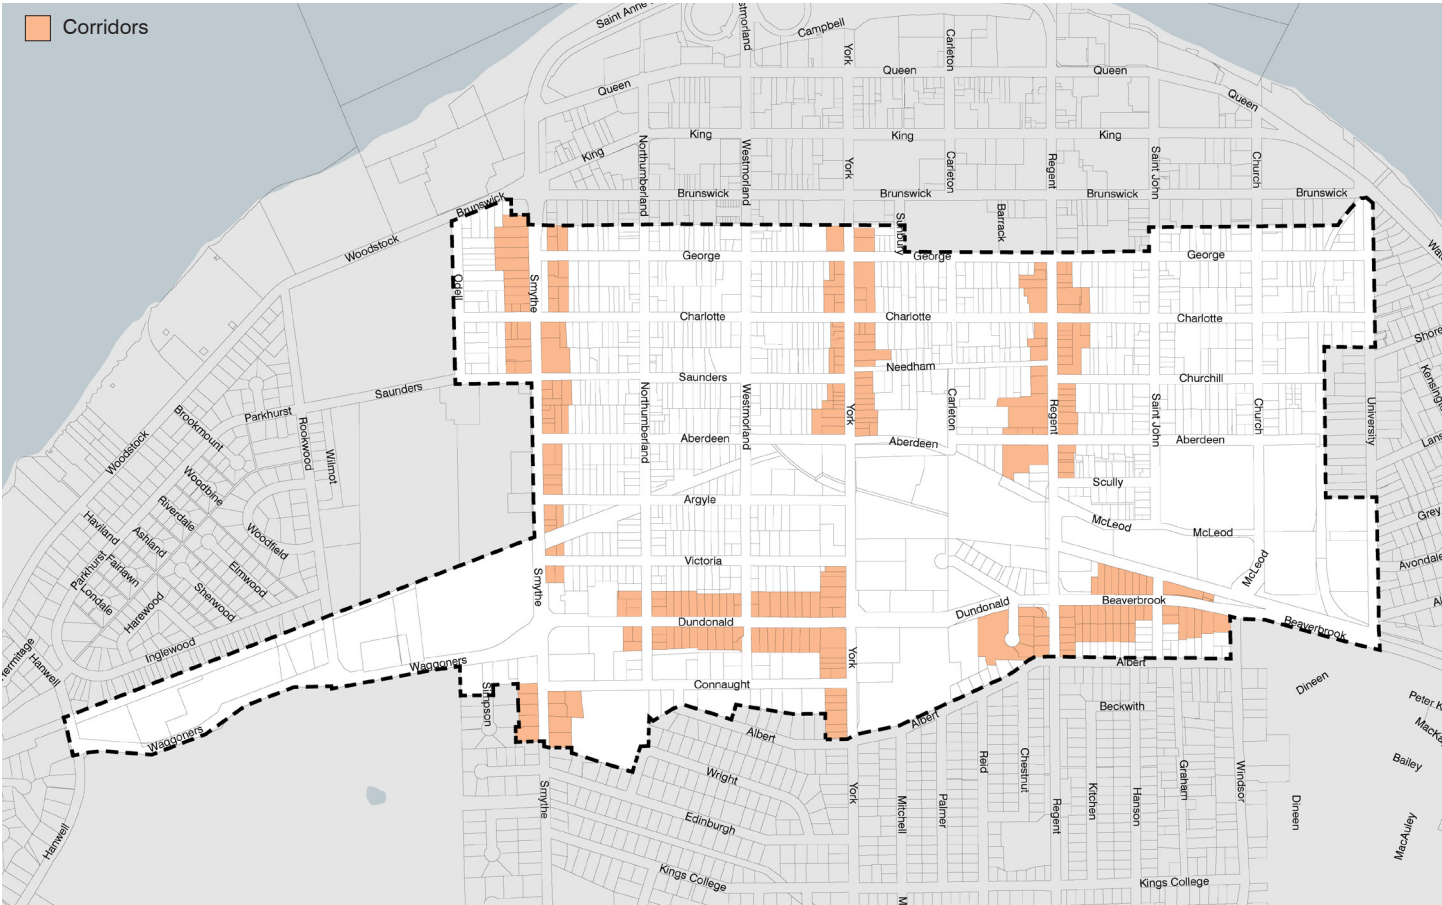 Corridors
Saint Anne
Westmorland
Campbell
York
Carleton
Queen
Queen
Queen
Queen
King
King
King
King
Northumberland
Westmorland
York
Carleton
Regent
Saint John
Church
Brunswick
Brunswick
Brunswick
Brunswick
Brunswick
Woodstock
Sunbury
Barrack
George
George
George
Odell
Smythe
Charlotte
Charlotte
Charlotte
Shore
Needham
Saunders
Saunders
Churchill
Kensington
Northumberland
Westmorland
York
Carleton
Regent
Saint John
Church
University
Parkhurst
Brookmount
Rookwood
Wilmot
Woodstock
Aberdeen
Aberdeen
Aberdeen
Woodbine
Riverdale
Haviland
Ashland
Woodfield
Argyle
Scully
McLeod
McLeod
McLeod
Grey
Parkhurst
Fairlawn
Londale
Harewood
Sherwood
Elmwood
Victoria
Avondale
Smythe
Dundonald
Dundonald
Beaverbrook
Beaverbrook
Inglewood
Hermitage
Hanwell
Waggoners
Waggoners
York
Albert
Connaught
Simpson
Dineen
Beckwith
Albert
Albert
Peter K
MacKa
Bailey
Wright
Reid
Chestnut
Regent
Kitchen
Hanson
Graham
Windsor
Dineen
Smythe
York
Mitchell
Palmer
Edinburgh
MacAuley
Hanwell
Kings College
Kings College